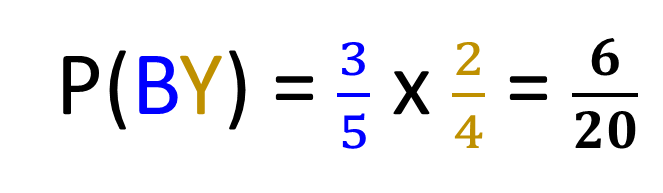 P(BY) = 3/5 x 2/4 = 6/20